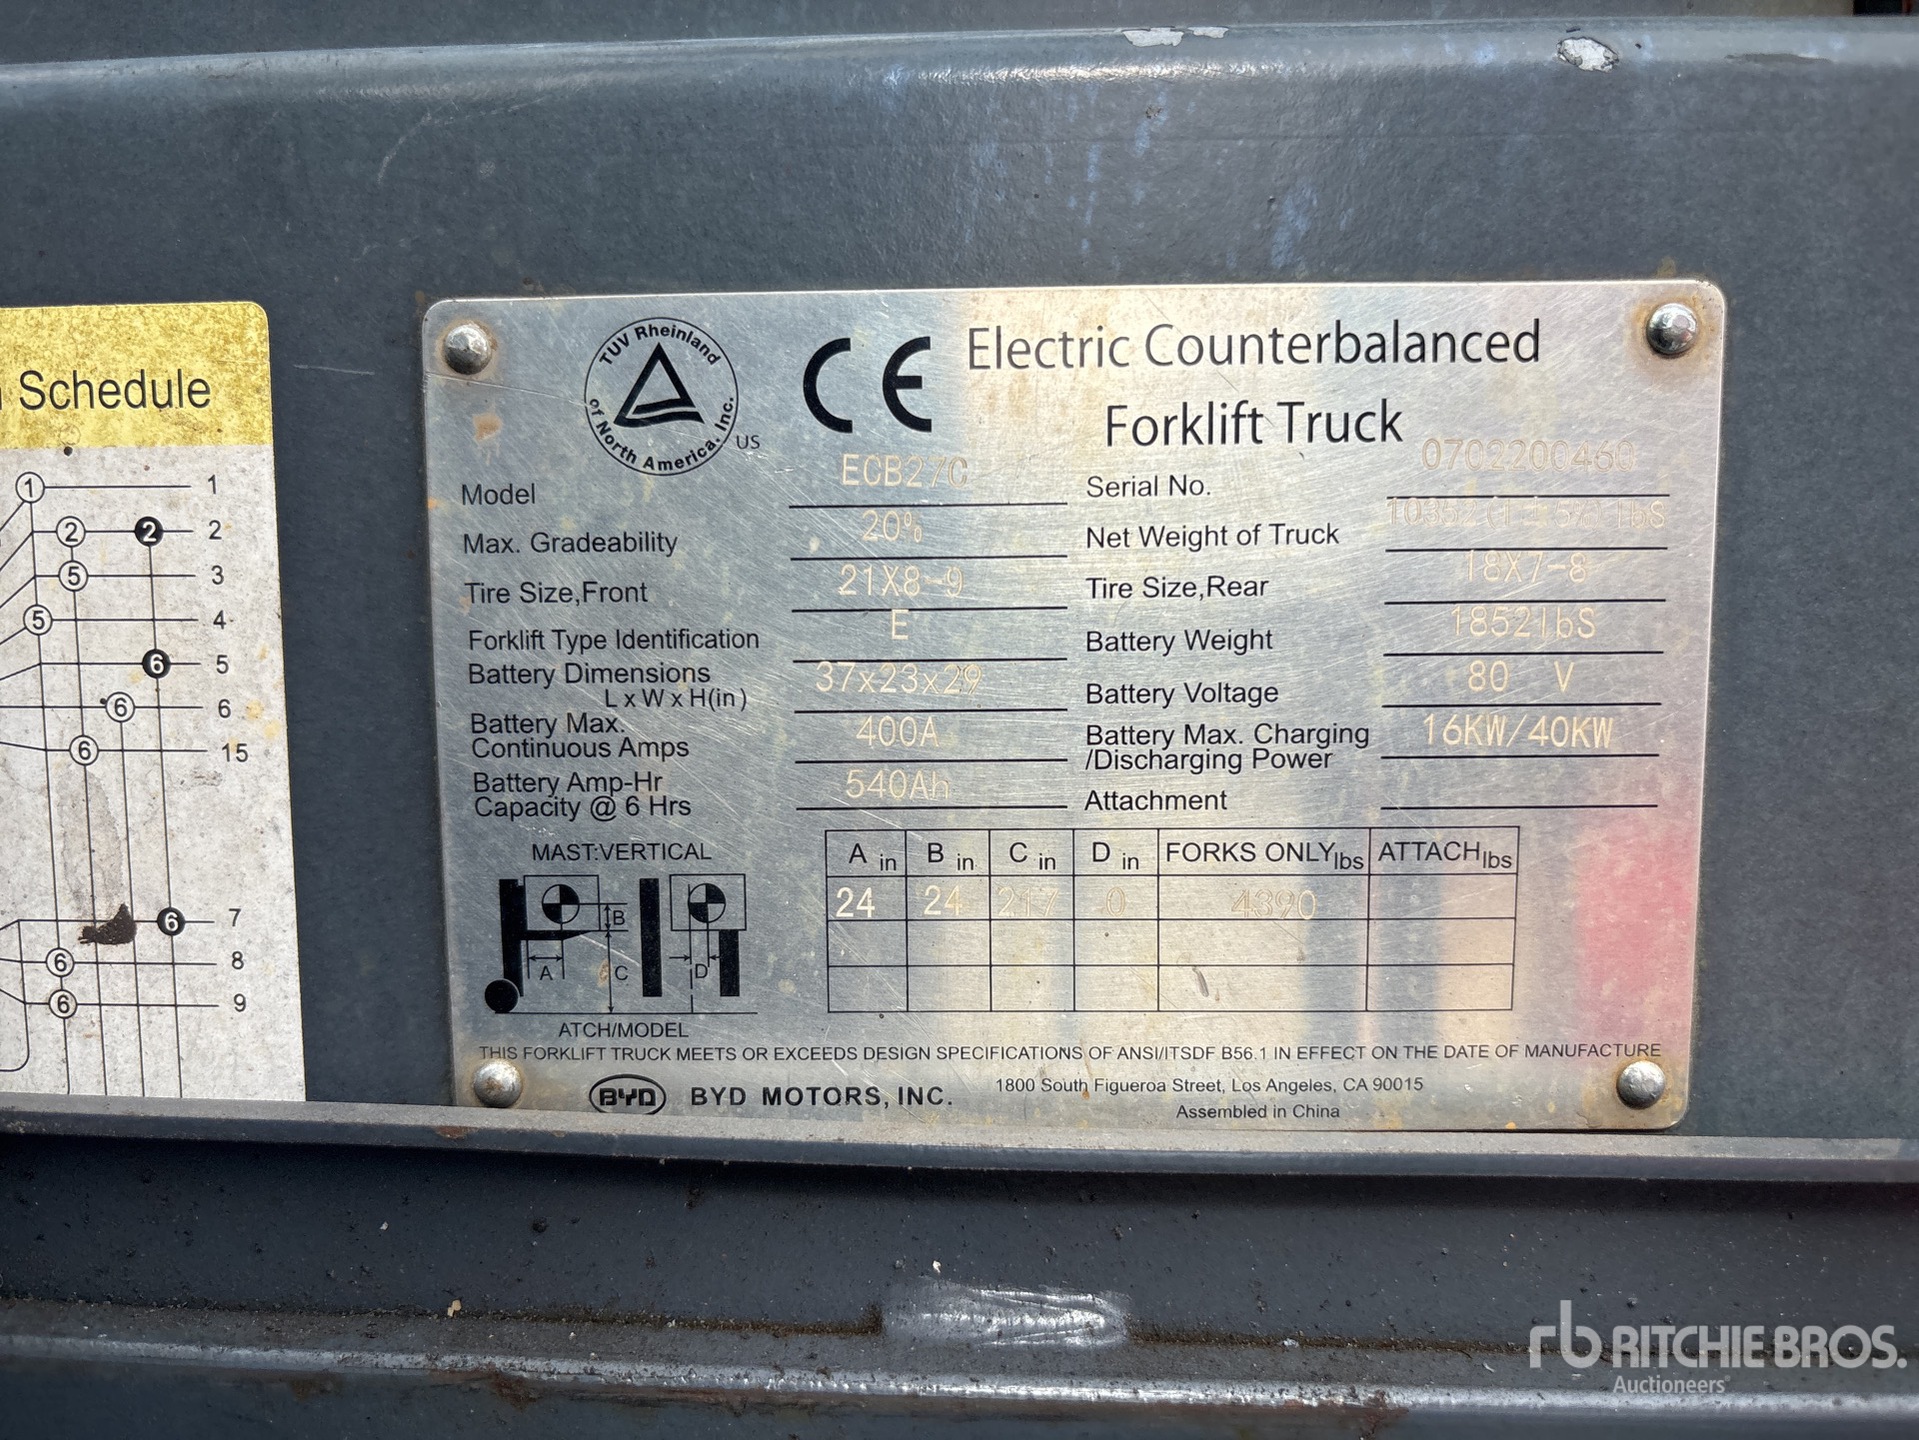 Schedule
1 1
2 2 2
5 3
5 4
6 5
6 6
6 15
6 7
6 8
6 9
TUV Rheinland
of North America, Inc.
US
CE
Electric Counterbalanced
Forklift Truck
Model ECB27C
Serial No. 0702200460
Max. Gradeability 20%
Net Weight of Truck 10362(1±5%)lbS
Tire Size,Front 21X8-9
Tire Size,Rear 18X7-8
Forklift Type Identification E
Battery Weight 1852lbS
Battery Dimensions
L x W x H(in) 37x23x29
Battery Voltage 80 V
Battery Max.
Continuous Amps 400A
Battery Max. Charging
/Discharging Power 16KW/40KW
Battery Amp-Hr
Capacity @ 6 Hrs 540Ah
Attachment
MAST:VERTICAL
A in B in C in D in FORKS ONLYlbs ATTACHlbs
24 24 217 0 4390
B
A C D
ATCH/MODEL
THIS FORKLIFT TRUCK MEETS OR EXCEEDS DESIGN SPECIFICATIONS OF ANSI/ITSDF B56.1 IN EFFECT ON THE DATE OF MANUFACTURE
BYD BYD MOTORS, INC. 1800 South Figueroa Street, Los Angeles, CA 90015
Assembled in China
rb RITCHIE BROS.
Auctioneers